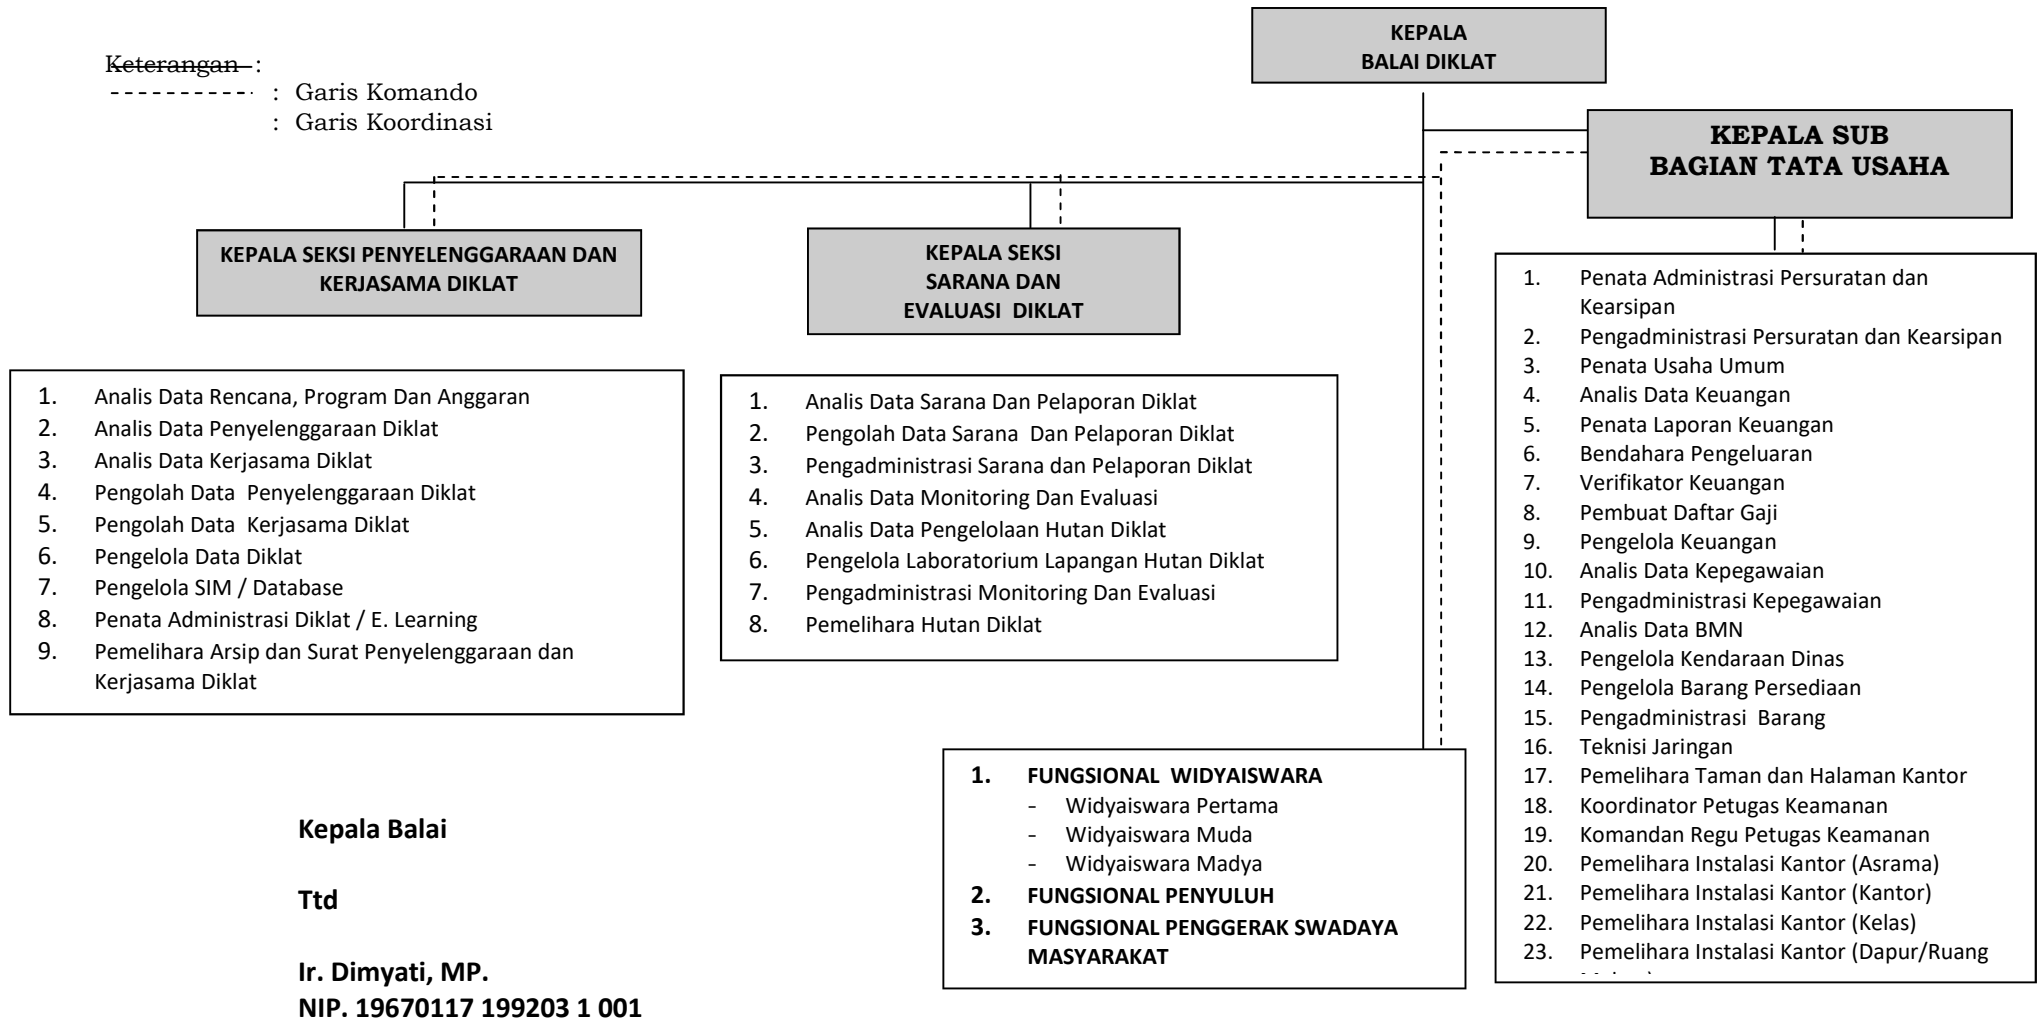 KEPALA
BALAI DIKLAT
Keterangan :
: Garis Komando
: Garis Koordinasi
KEPALA SUB
BAGIAN TATA USAHA
KEPALA SEKSI PENYELENGGARAAN DAN
KERJASAMA DIKLAT
KEPALA SEKSI
SARANA DAN
EVALUASI DIKLAT
1. Analis Data Rencana, Program Dan Anggaran
2. Analis Data Penyelenggaraan Diklat
3. Analis Data Kerjasama Diklat
4. Pengolah Data Penyelenggaraan Diklat
5. Pengolah Data Kerjasama Diklat
6. Pengelola Data Diklat
7. Pengelola SIM / Database
8. Penata Administrasi Diklat / E. Learning
9. Pemelihara Arsip dan Surat Penyelenggaraan dan
Kerjasama Diklat
1. Analis Data Sarana Dan Pelaporan Diklat
2. Pengolah Data Sarana Dan Pelaporan Diklat
3. Pengadministrasi Sarana dan Pelaporan Diklat
4. Analis Data Monitoring Dan Evaluasi
5. Analis Data Pengelolaan Hutan Diklat
6. Pengelola Laboratorium Lapangan Hutan Diklat
7. Pengadministrasi Monitoring Dan Evaluasi
8. Pemelihara Hutan Diklat
1. Penata Administrasi Persuratan dan
Kearsipan
2. Pengadministrasi Persuratan dan Kearsipan
3. Penata Usaha Umum
4. Analis Data Keuangan
5. Penata Laporan Keuangan
6. Bendahara Pengeluaran
7. Verifikator Keuangan
8. Pembuat Daftar Gaji
9. Pengelola Keuangan
10. Analis Data Kepegawaian
11. Pengadministrasi Kepegawaian
12. Analis Data BMN
13. Pengelola Kendaraan Dinas
14. Pengelola Barang Persediaan
15. Pengadministrasi Barang
16. Teknisi Jaringan
17. Pemelihara Taman dan Halaman Kantor
18. Koordinator Petugas Keamanan
19. Komandan Regu Petugas Keamanan
20. Pemelihara Instalasi Kantor (Asrama)
21. Pemelihara Instalasi Kantor (Kantor)
22. Pemelihara Instalasi Kantor (Kelas)
23. Pemelihara Instalasi Kantor (Dapur/Ruang
1. FUNGSIONAL WIDYAISWARA
- Widyaiswara Pertama
- Widyaiswara Muda
- Widyaiswara Madya
2. FUNGSIONAL PENYULUH
3. FUNGSIONAL PENGGERAK SWADAYA
MASYARAKAT
Kepala Balai
Ttd
Ir. Dimyati, MP.
NIP. 19670117 199203 1 001